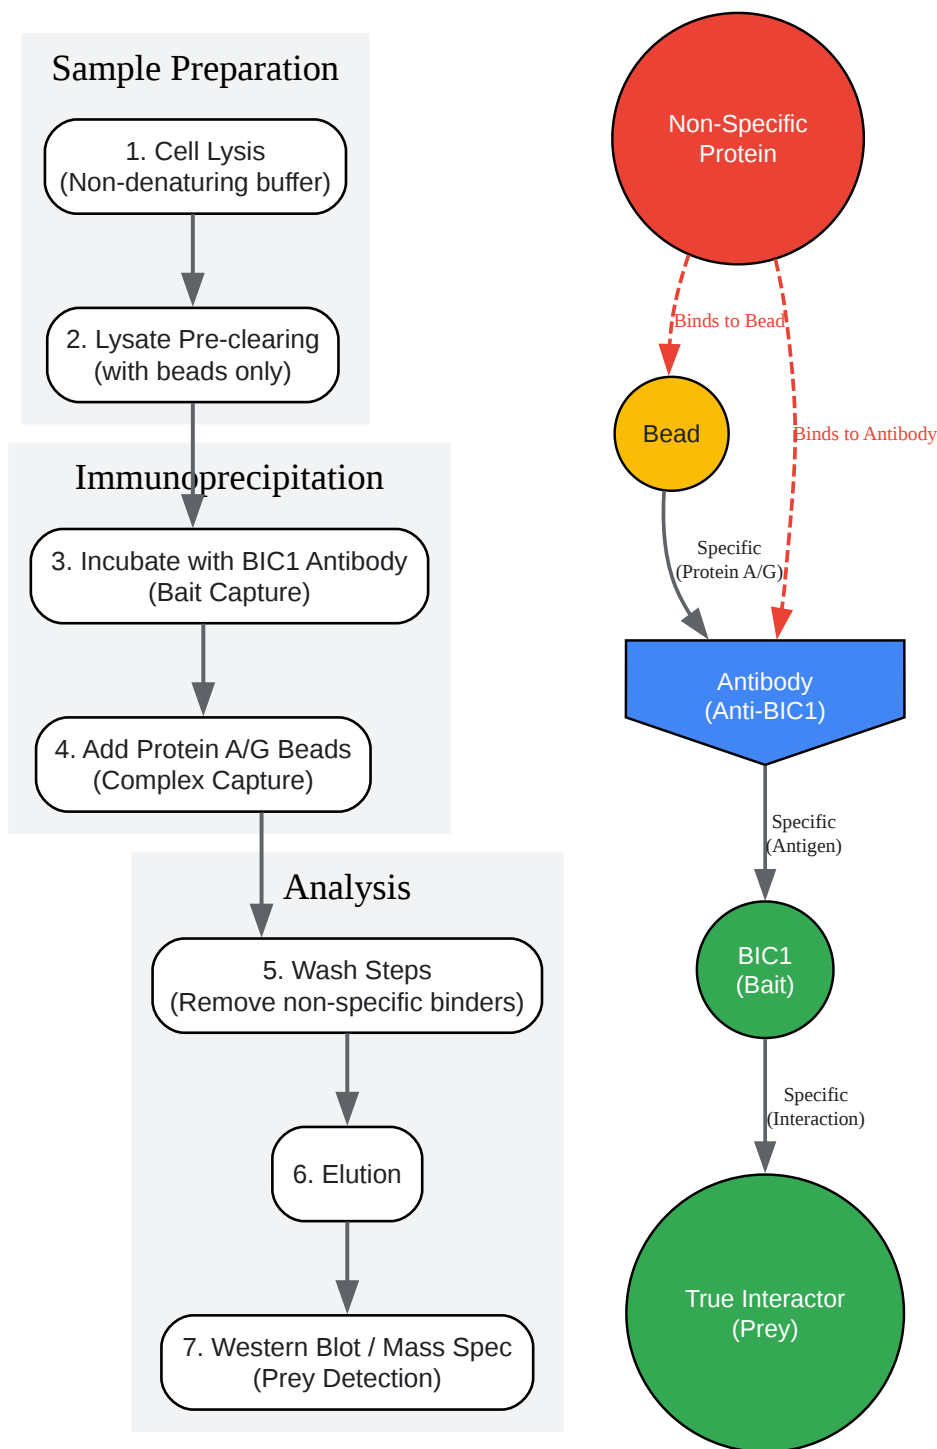 Sample Preparation
1. Cell Lysis
(Non-denaturing buffer)
2. Lysate Pre-clearing
(with beads only)
Immunoprecipitation
3. Incubate with BIC1 Antibody
(Bait Capture)
4. Add Protein A/G Beads
(Complex Capture)
Analysis
5. Wash Steps
(Remove non-specific binders)
6. Elution
7. Western Blot / Mass Spec
(Prey Detection)
Non-Specific
Protein
Binds to Bead
Bead
Binds to Antibody
Specific
(Protein A/G)
Antibody
(Anti-BIC1)
Specific
(Antigen)
BIC1
(Bait)
Specific
(Interaction)
True Interactor
(Prey)